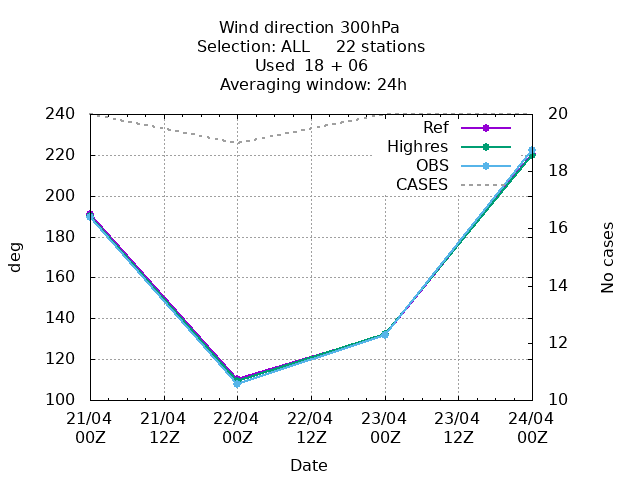 Wind direction 300hPa
Selection: ALL 22 stations
Used 18 + 06
Averaging window: 24h
240
220
200
180
160
140
120
100
deg
20
18
16
14
12
10
No cases
Ref
Highres
OBS
CASES
21/04 21/04 22/04 22/04 23/04 23/04 24/04
00Z 12Z 00Z 12Z 00Z 12Z 00Z
Date